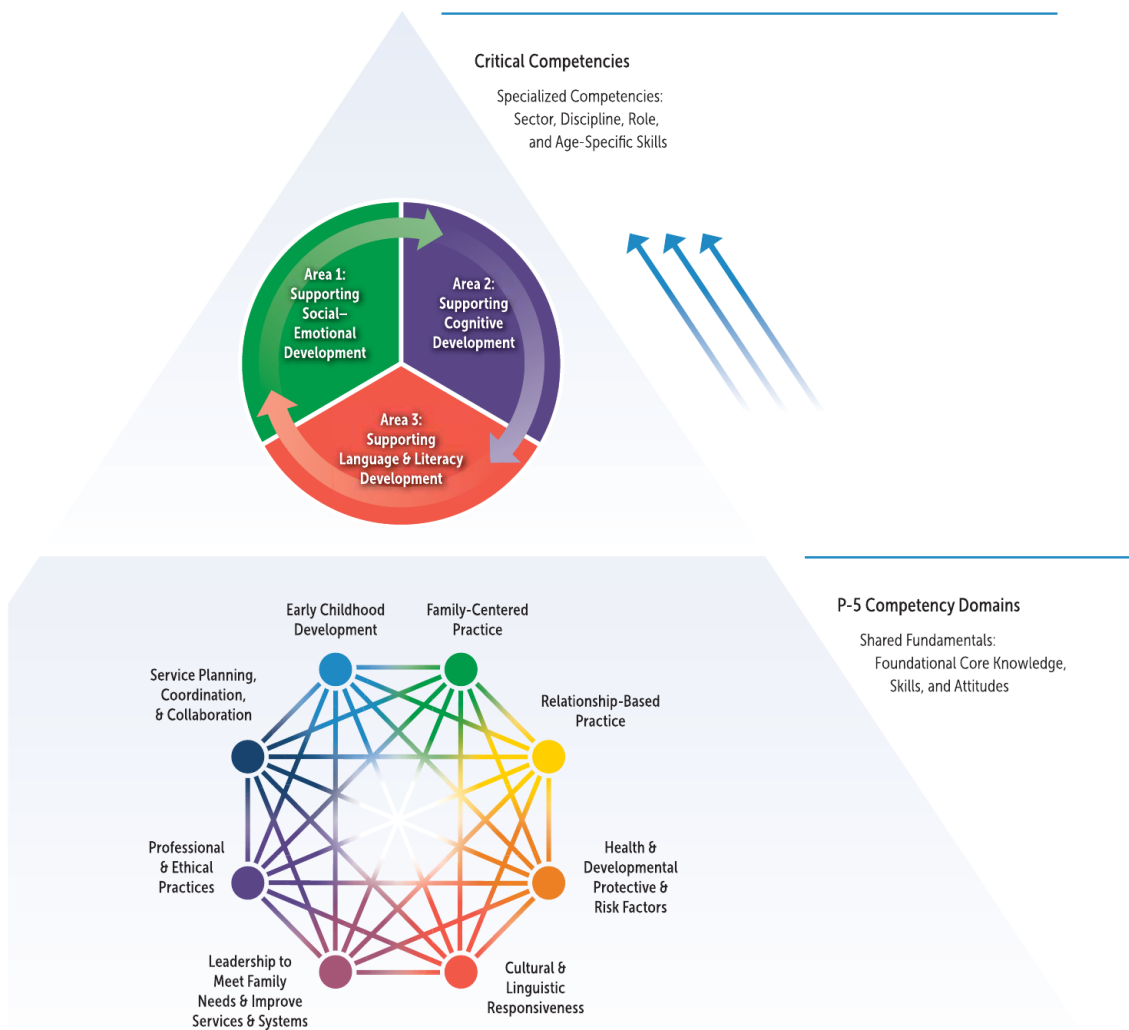 Critical Competencies
Specialized Competencies:
Sector, Discipline, Role,
and Age-Specific Skills
Area 1:
Supporting
Social–
Emotional
Development
Area 2:
Supporting
Cognitive
Development
Area 3:
Supporting
Language & Literacy
Development
P-5 Competency Domains
Shared Fundamentals:
Foundational Core Knowledge,
Skills, and Attitudes
Early Childhood
Development
Family-Centered
Practice
Service Planning,
Coordination,
& Collaboration
Relationship-Based
Practice
Professional
& Ethical
Practices
Health &
Developmental
Protective &
Risk Factors
Leadership to
Meet Family
Needs & Improve
Services & Systems
Cultural &
Linguistic
Responsiveness